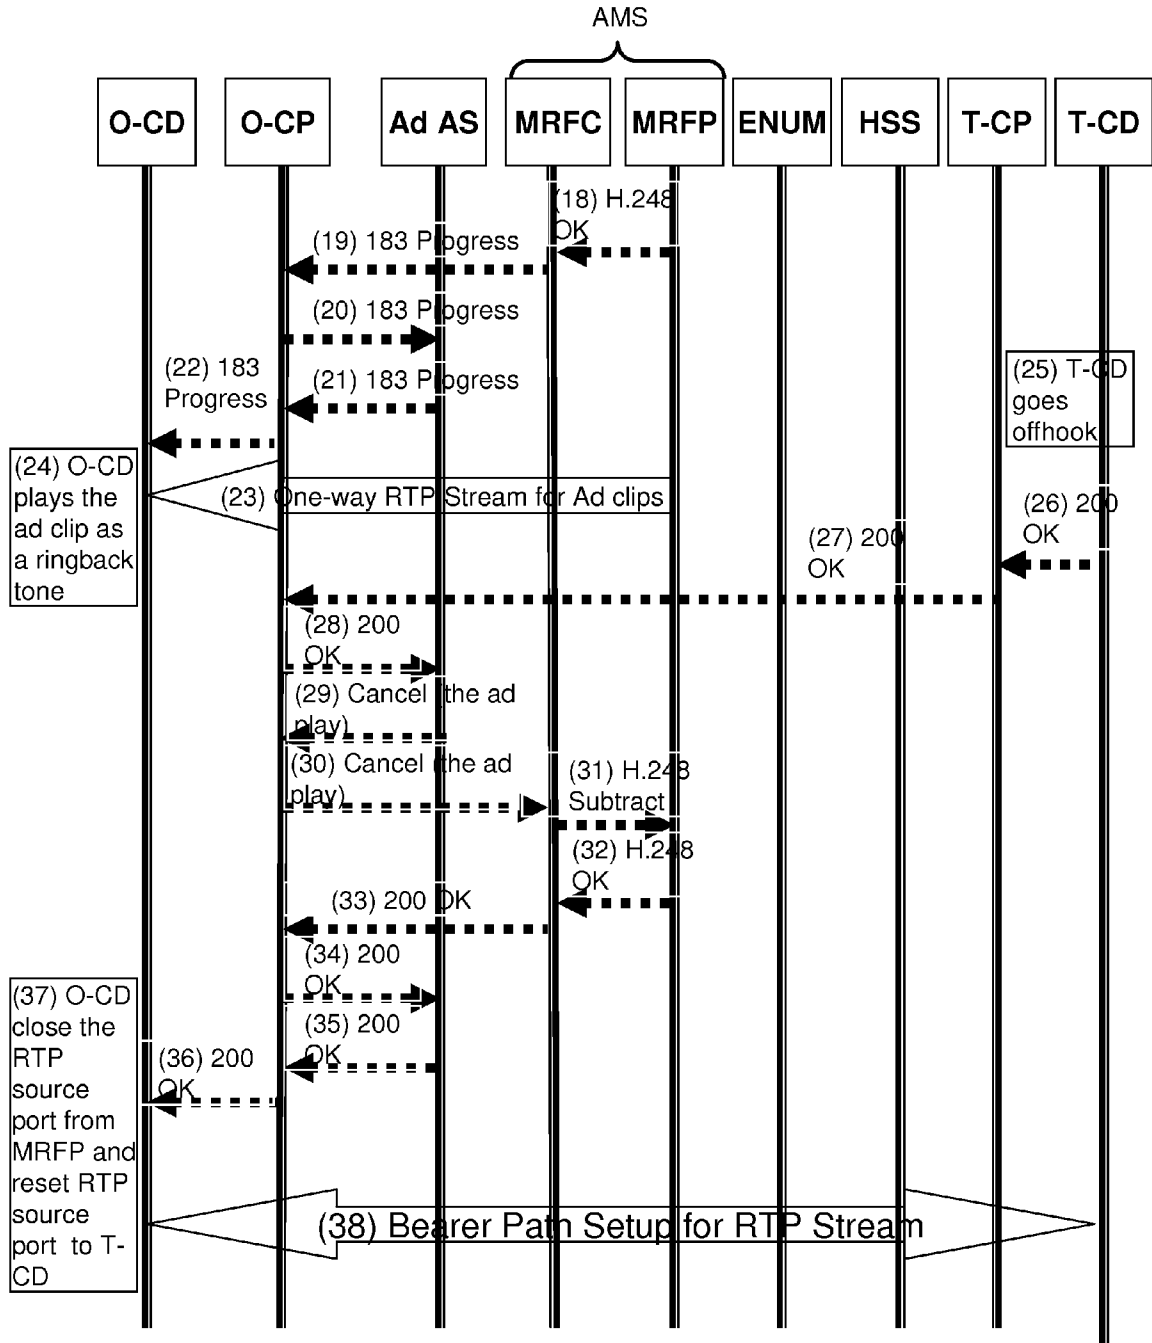 AMS
O-CD
O-CP
Ad AS
MRFC
MRFP
ENUM
HSS
T-CP
T-CD
(18) H.248
OK
(19) 183 Progress
(20) 183 Progress
(21) 183 Progress
(22) 183
Progress
(23) One-way RTP Stream for Ad clips
(24) O-CD
plays the
ad clip as
a ringback
tone
(25) T-CD
goes
offhook
(26) 200
OK
(27) 200
OK
(28) 200
OK
(29) Cancel (the ad
play)
(30) Cancel (the ad
play)
(31) H.248
Subtract
(32) H.248
OK
(33) 200 OK
(34) 200
OK
(35) 200
OK
(36) 200
OK
(37) O-CD
close the
RTP
source
port from
MRFP and
reset RTP
source
port to T-
CD
(38) Bearer Path Setup for RTP Stream